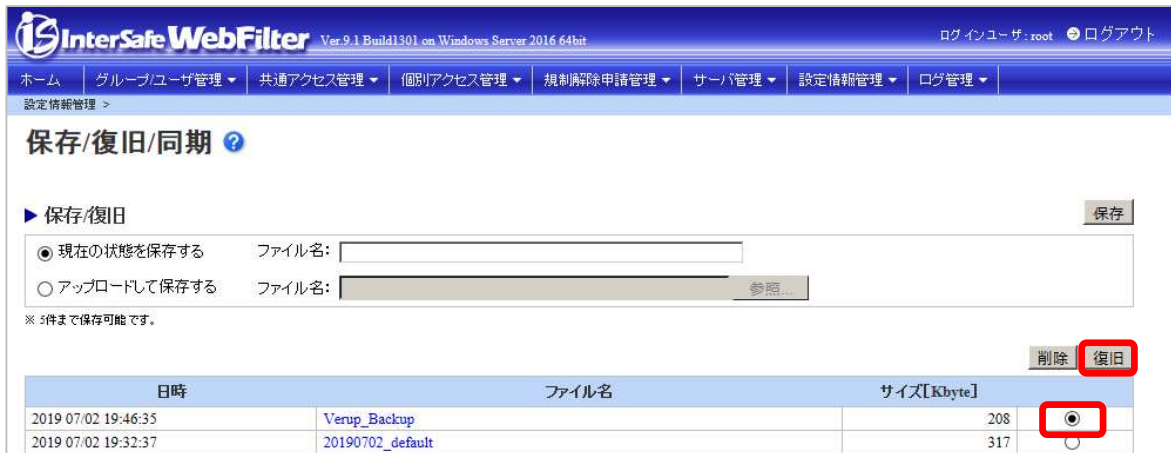 InterSafe WebFilter Ver.9.1 Build1301 on Windows Server 2016 64bit ログインユーザ:root ログアウト
ホーム グループ/ユーザ管理▼ 共通アクセス管理▼ 個別アクセス管理▼ 規制解除申請管理▼ サーバ管理▼ 設定情報管理▼ ログ管理▼
設定情報管理 >
保存/復旧/同期 ?
▶ 保存/復旧 保存
現在の状態を保存する ファイル名:
アップロードして保存する ファイル名: 参照...
※ 5件まで保存可能です。
削除 復旧
日時 ファイル名 サイズ[Kbyte]
2019 07/02 19:46:35 Verup_Backup 208
2019 07/02 19:32:37 20190702_default 317